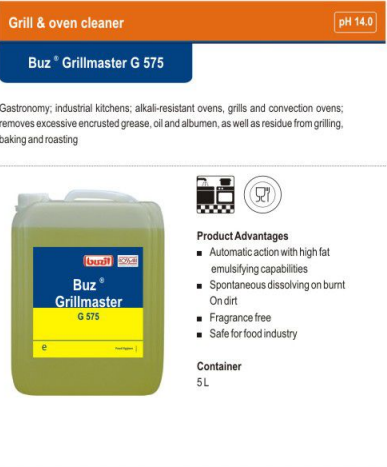 Grill & oven cleaner
pH 14.0
Buz ® Grillmaster G 575
Gastronomy; industrial kitchens; alkali-resistant ovens, grills and convection ovens;
removes excessive encrusted grease, oil and albumen, as well as residue from grilling,
baking and roasting
buzil
Buz ®
Grillmaster
G 575
e
Product Advantages
■ Automatic action with high fat
emulsifying capabilities
■ Spontaneous dissolving on burnt
On dirt
■ Fragrance free
■ Safe for food industry
Container
5 L